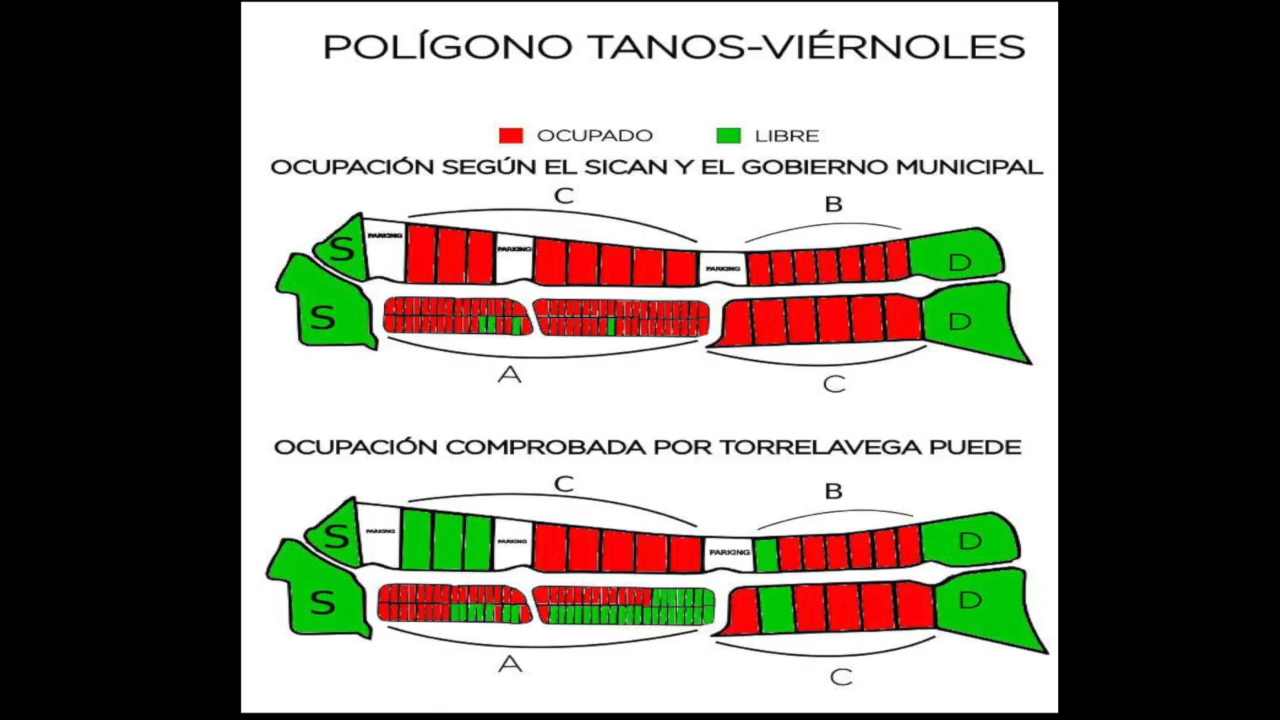 POLÍGONO TANOS-VIÉRNOLES
OCUPADO LIBRE
OCUPACIÓN SEGÚN EL SICAN Y EL GOBIERNO MUNICIPAL
C B
S PARKING PARKING PARKING D
S D
A C
OCUPACIÓN COMPROBADA POR TORRELAVEGA PUEDE
C B
S PARKING PARKING PARKING D
S D
A C